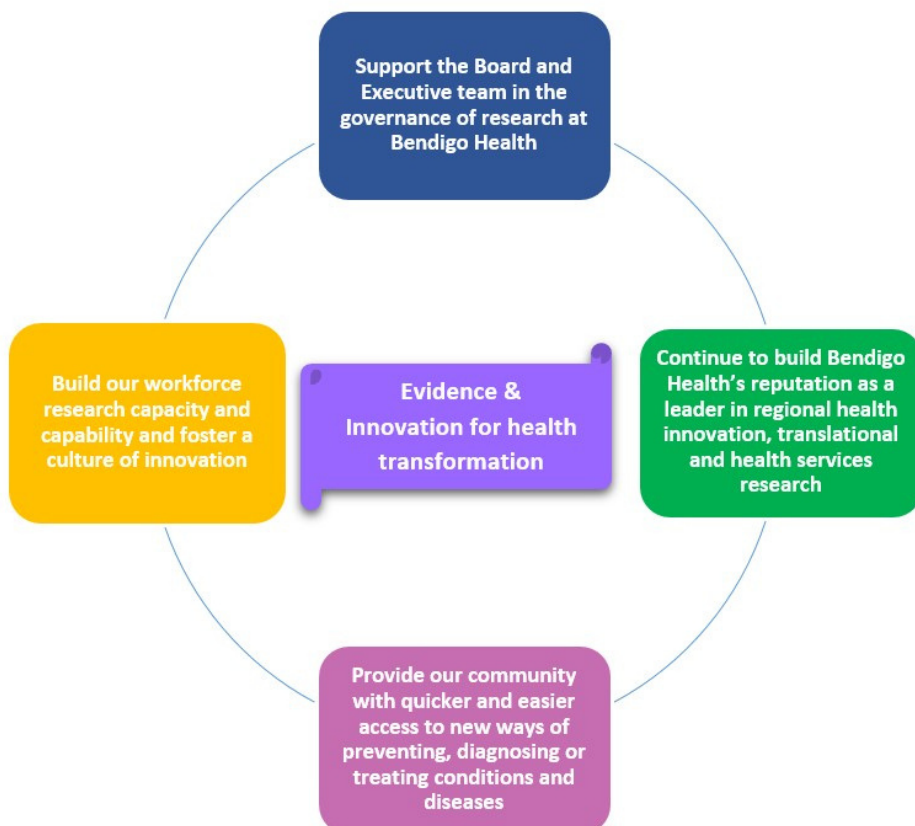 Support the Board and
Executive team in the
governance of research at
Bendigo Health
Build our workforce
research capacity and
capability and foster a
culture of innovation
Evidence &
Innovation for health
transformation
Continue to build Bendigo
Health’s reputation as a
leader in regional health
innovation, translational
and health services
research
Provide our community
with quicker and easier
access to new ways of
preventing, diagnosing or
treating conditions and
diseases